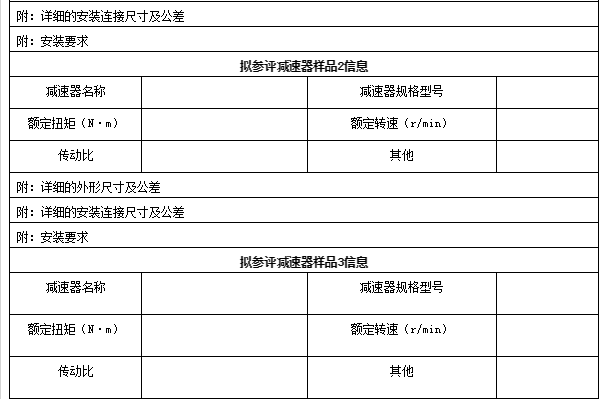 附：详细的安装连接尺寸及公差
附：安装要求
拟参评减速器样品2信息
减速器名称 减速器规格型号
额定扭矩（N·m） 额定转速（r/min）
传动比 其他
附：详细的外形尺寸及公差
附：详细的安装连接尺寸及公差
附：安装要求
拟参评减速器样品3信息
减速器名称 减速器规格型号
额定扭矩（N·m） 额定转速（r/min）
传动比 其他